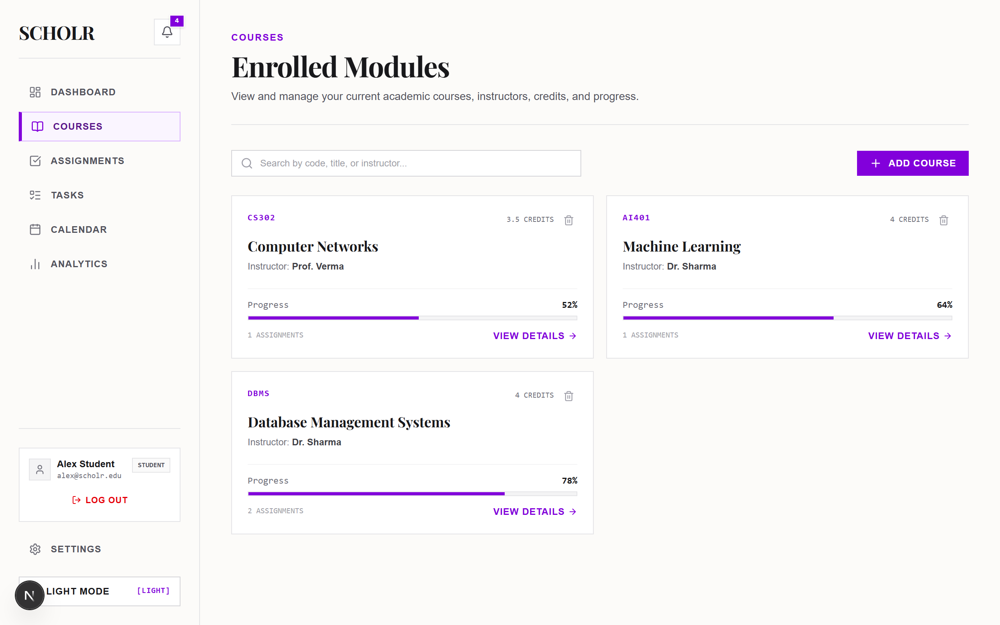 SCHOLR
4
DASHBOARD
COURSES
ASSIGNMENTS
TASKS
CALENDAR
ANALYTICS
Alex Student
alex@scholr.edu
STUDENT
LOG OUT
SETTINGS
N
LIGHT MODE
[LIGHT]
COURSES
Enrolled Modules
View and manage your current academic courses, instructors, credits, and progress.
Search by code, title, or instructor...
ADD COURSE
CS302
3.5 CREDITS
Computer Networks
Instructor: Prof. Verma
Progress
52%
1 ASSIGNMENTS
VIEW DETAILS →
AI401
4 CREDITS
Machine Learning
Instructor: Dr. Sharma
Progress
64%
1 ASSIGNMENTS
VIEW DETAILS →
DBMS
4 CREDITS
Database Management Systems
Instructor: Dr. Sharma
Progress
78%
2 ASSIGNMENTS
VIEW DETAILS →